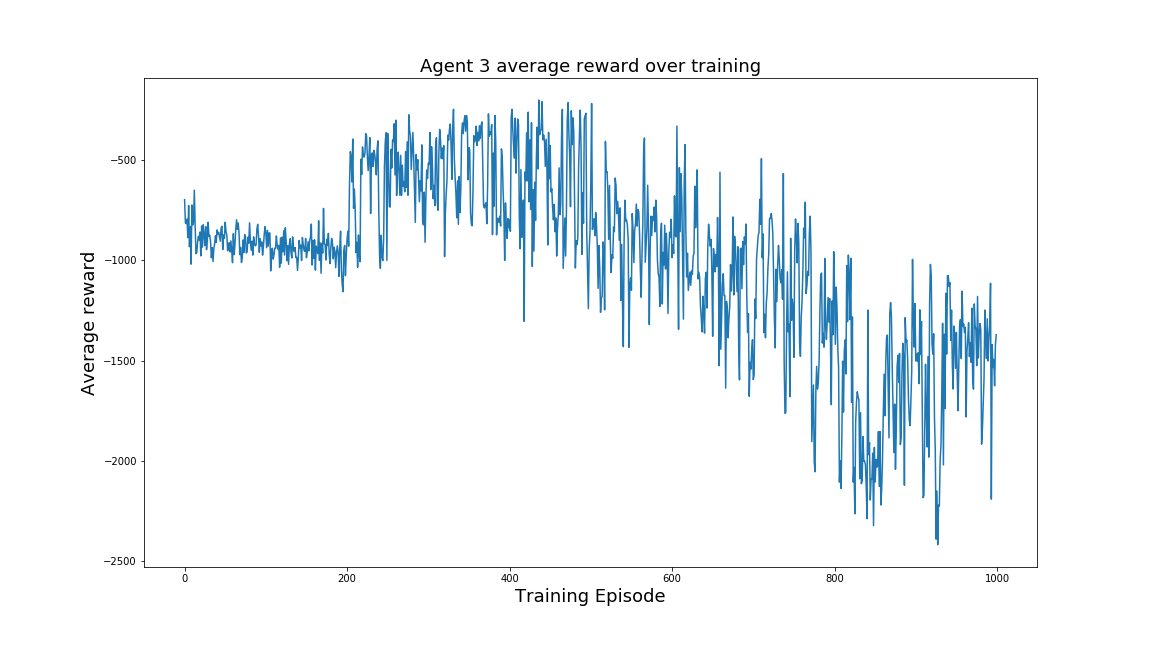 Agent 3 average reward over training
Average reward
−500
−1000
−1500
−2000
−2500
0 200 400 600 800 1000
Training Episode